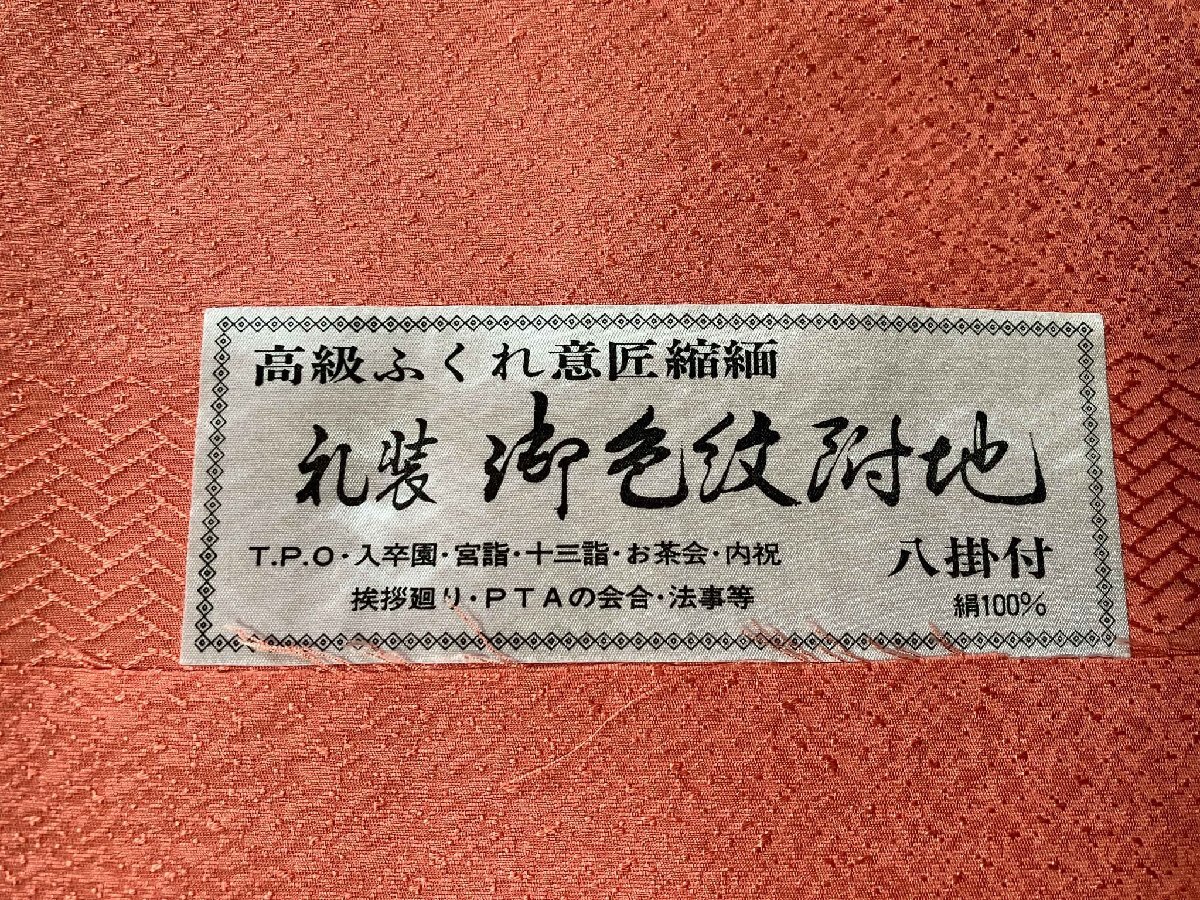 高級ふくれ意匠縮緬
礼装 御色紋附地
T.P.O・入卒園・宮詣・十三詣・お茶会・内祝
挨拶廻り・PTAの会合・法事等
八掛付
絹100%